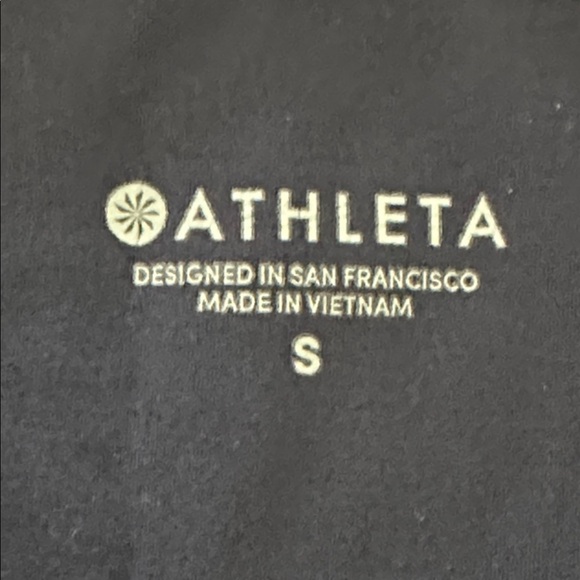 ATHLETA
DESIGNED IN SAN FRANCISCO
MADE IN VIETNAM
S